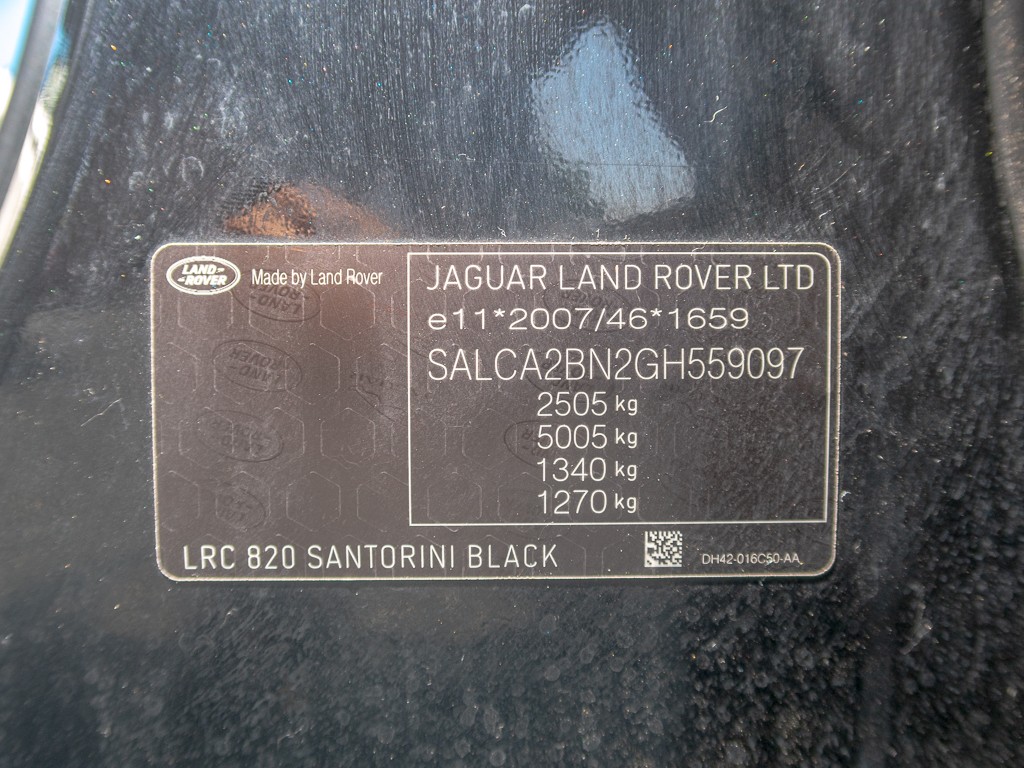 LAND-
-ROVER
Made by Land Rover
JAGUAR LAND ROVER LTD
e11*2007/46*1659
SALCA2BN2GH559097
2505 kg
5005 kg
1340 kg
1270 kg
LRC 820 SANTORINI BLACK
DH42-016C50-AA